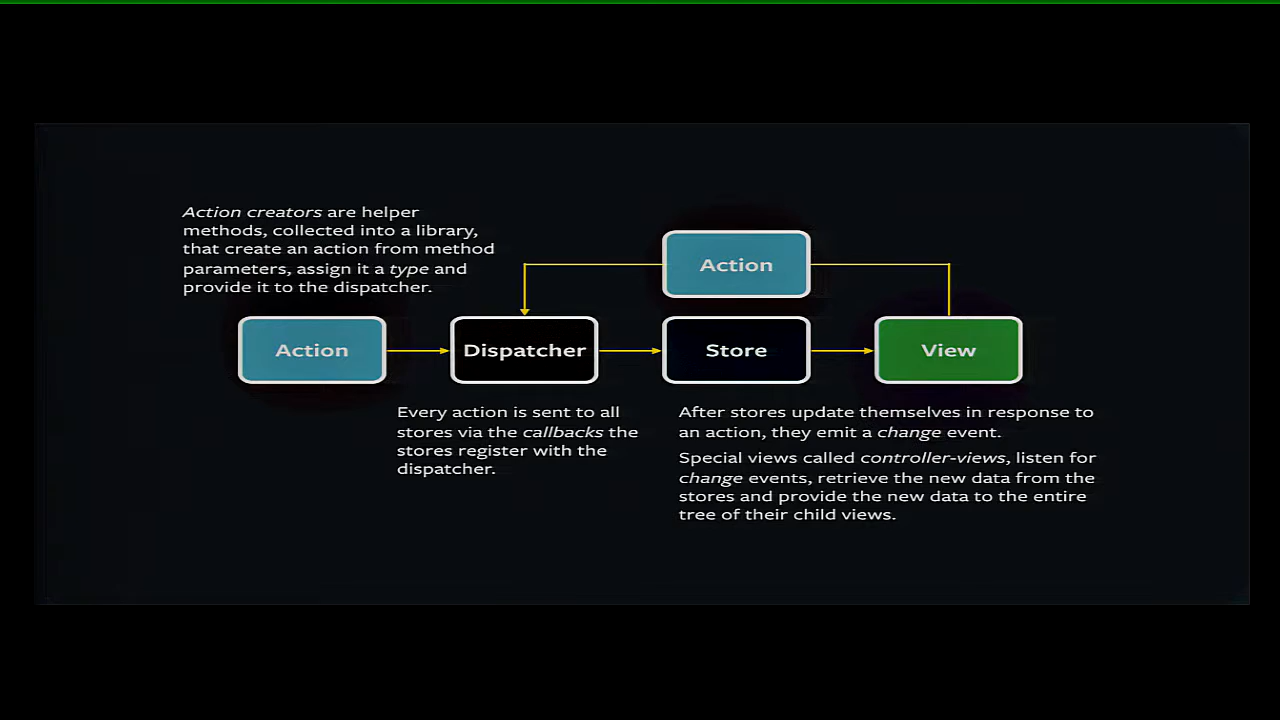 Action creators are helper
methods, collected into a library,
that create an action from method
parameters, assign it a type and
provide it to the dispatcher.
Action
Action
Dispatcher
Store
View
Every action is sent to all
stores via the callbacks the
stores register with the
dispatcher.
After stores update themselves in response to
an action, they emit a change event.
Special views called controller-views, listen for
change events, retrieve the new data from the
stores and provide the new data to the entire
tree of their child views.